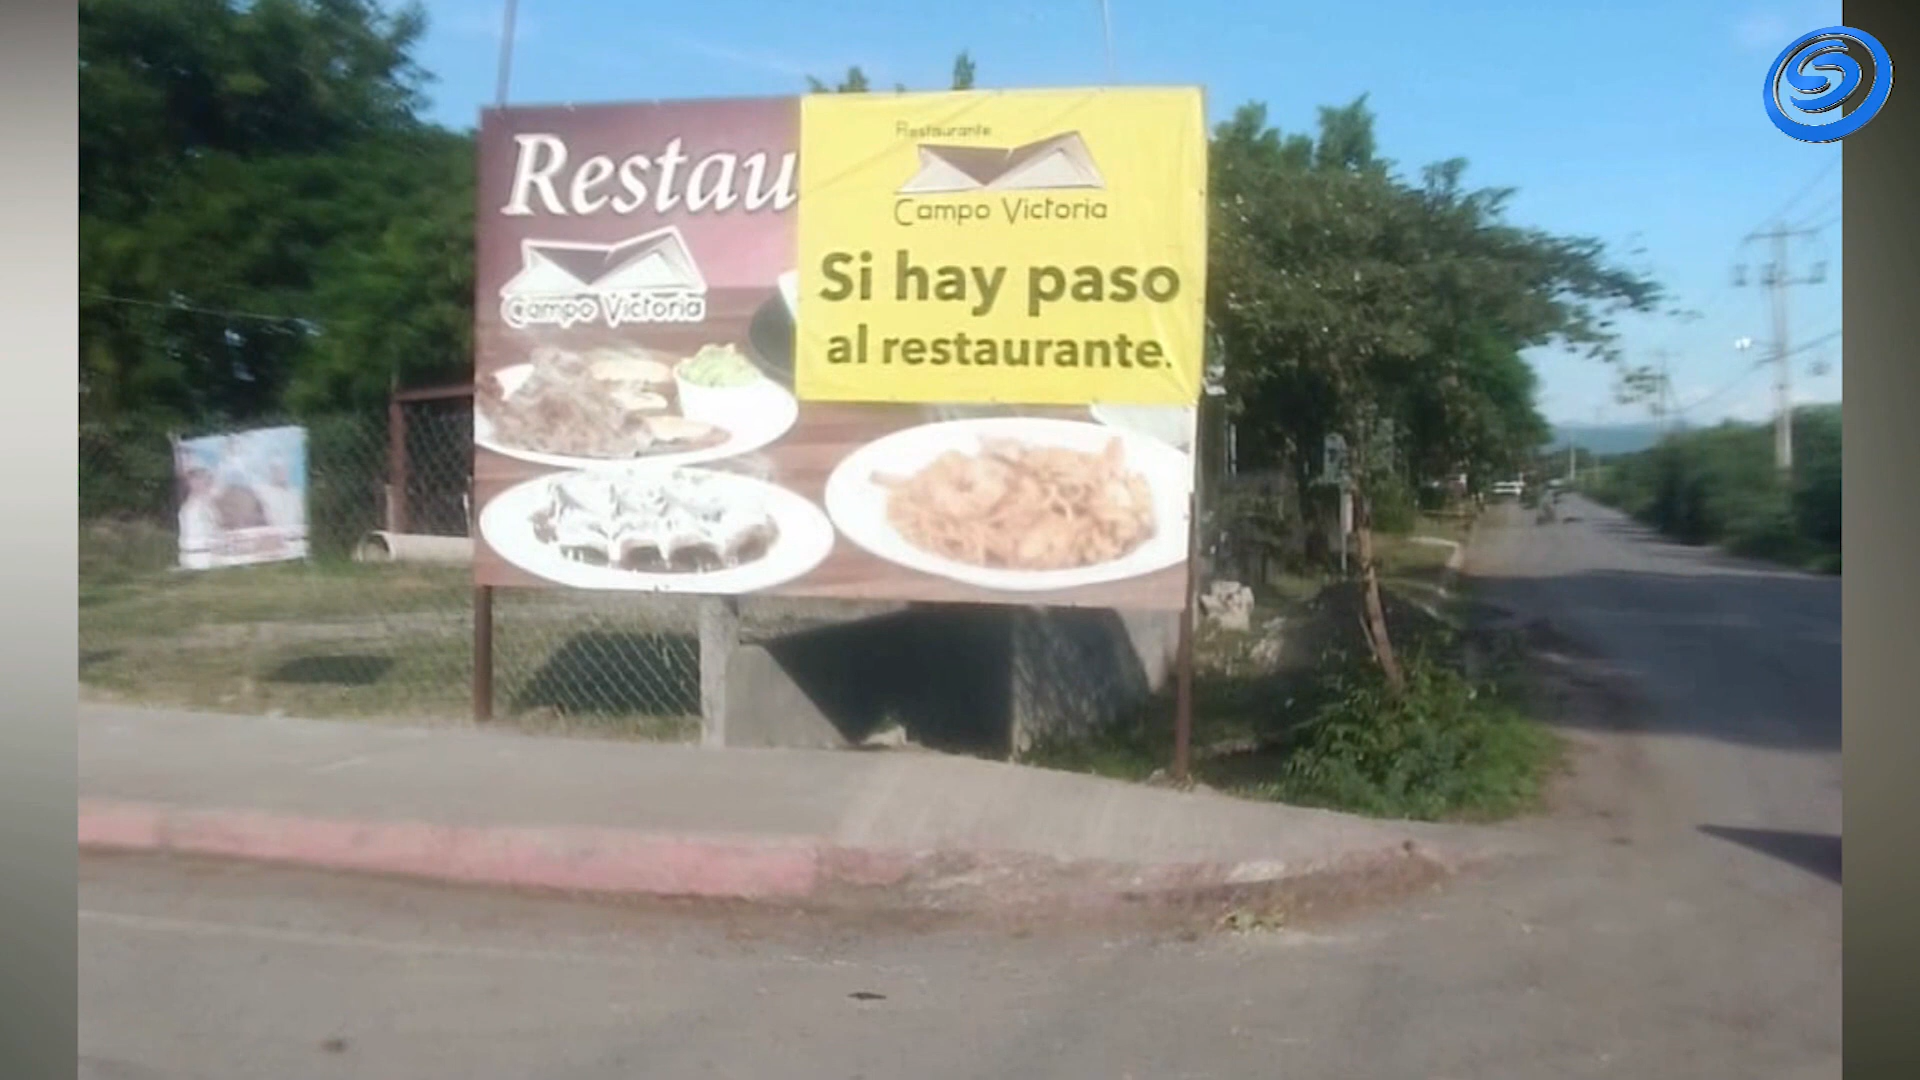 Restau
Campo Victoria
Restaurante
Campo Victoria
Si hay paso
al restaurante.